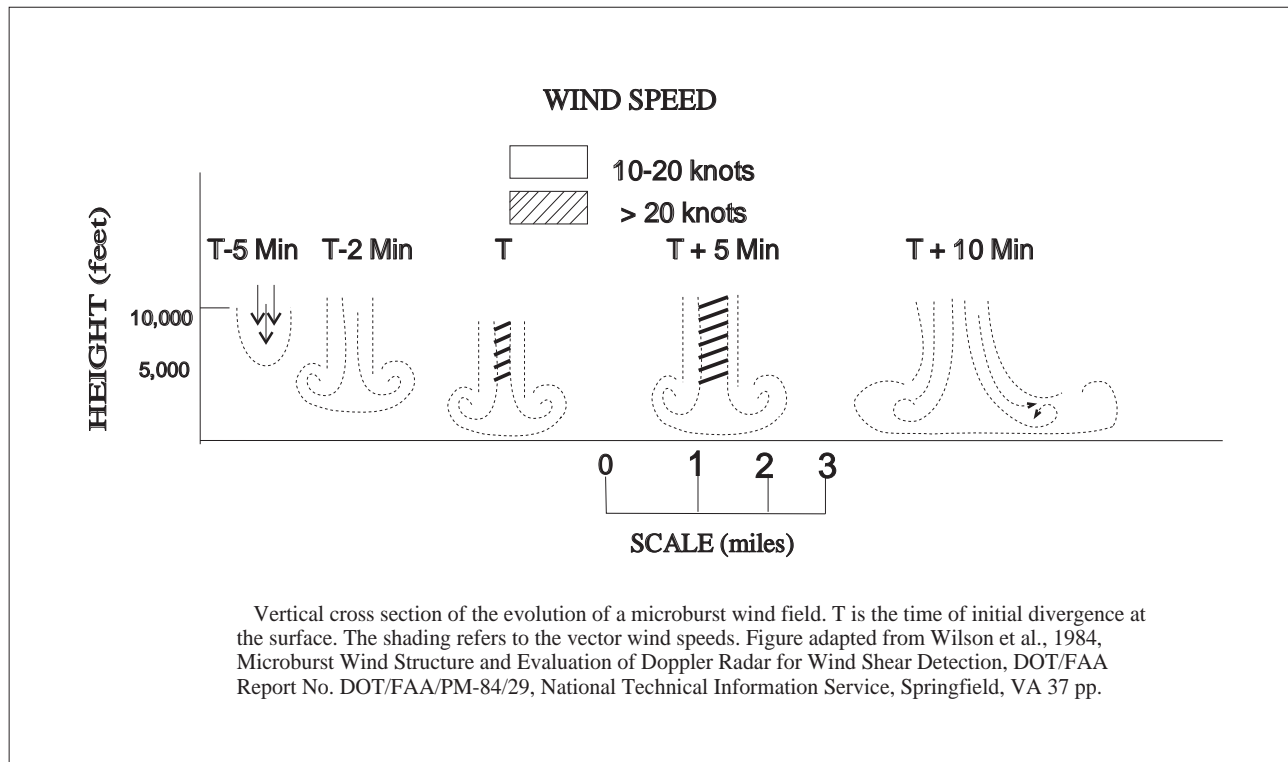 WIND SPEED
10-20 knots
> 20 knots
T-5 Min T-2 Min T T + 5 Min T + 10 Min
HEIGHT (feet)
10,000
5,000
0 1 2 3
SCALE (miles)
Vertical cross section of the evolution of a microburst wind field. T is the time of initial divergence at
the surface. The shading refers to the vector wind speeds. Figure adapted from Wilson et al., 1984,
Microburst Wind Structure and Evaluation of Doppler Radar for Wind Shear Detection, DOT/FAA
Report No. DOT/FAA/PM-84/29, National Technical Information Service, Springfield, VA 37 pp.